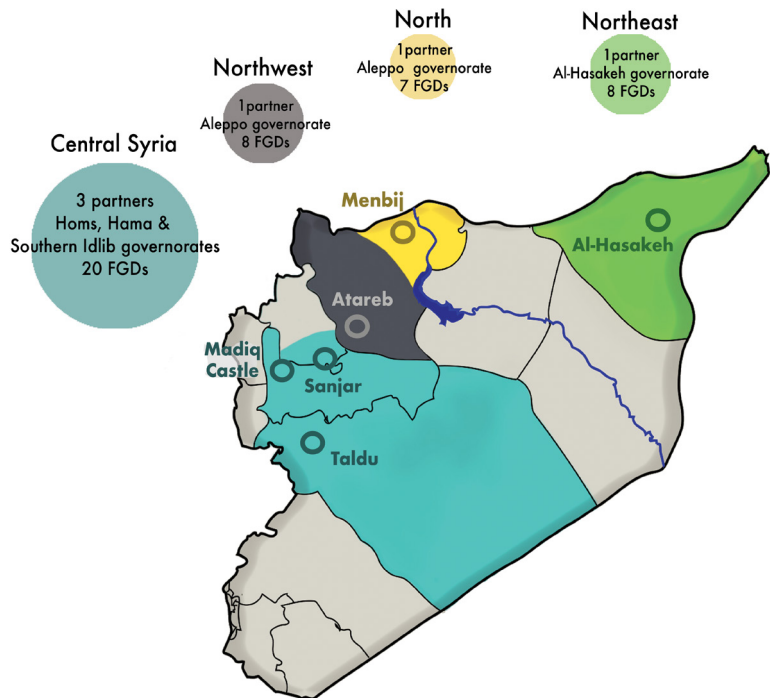 North
1partner
Aleppo governorate
7 FGDs
Northeast
1partner
Al-Hasakeh governorate
8 FGDs
Northwest
1partner
Aleppo governorate
8 FGDs
Central Syria
3 partners
Homs, Hama &
Southern Idlib governorates
20 FGDs
Menbij
Al-Hasakeh
Atareb
Madiq
Castle
Sanjar
Taldu